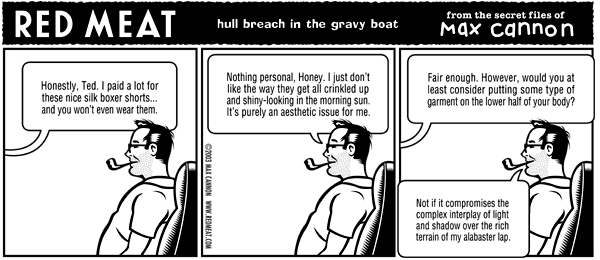 RED MEAT
hull breach in the gravy boat
from the secret files of
Max Cannon
Honestly, Ted. I paid a lot for
these nice silk boxer shorts...
and you won't even wear them.
Nothing personal, Honey. I just don't
like the way they get all crinkled up
and shiny-looking in the morning sun.
It's purely an aesthetic issue for me.
©2003 MAX CANNON WWW.REDMEAT.COM
Fair enough. However, would you at
least consider putting some type of
garment on the lower half of your body?
Not if it compromises the
complex interplay of light
and shadow over the rich
terrain of my alabaster lap.